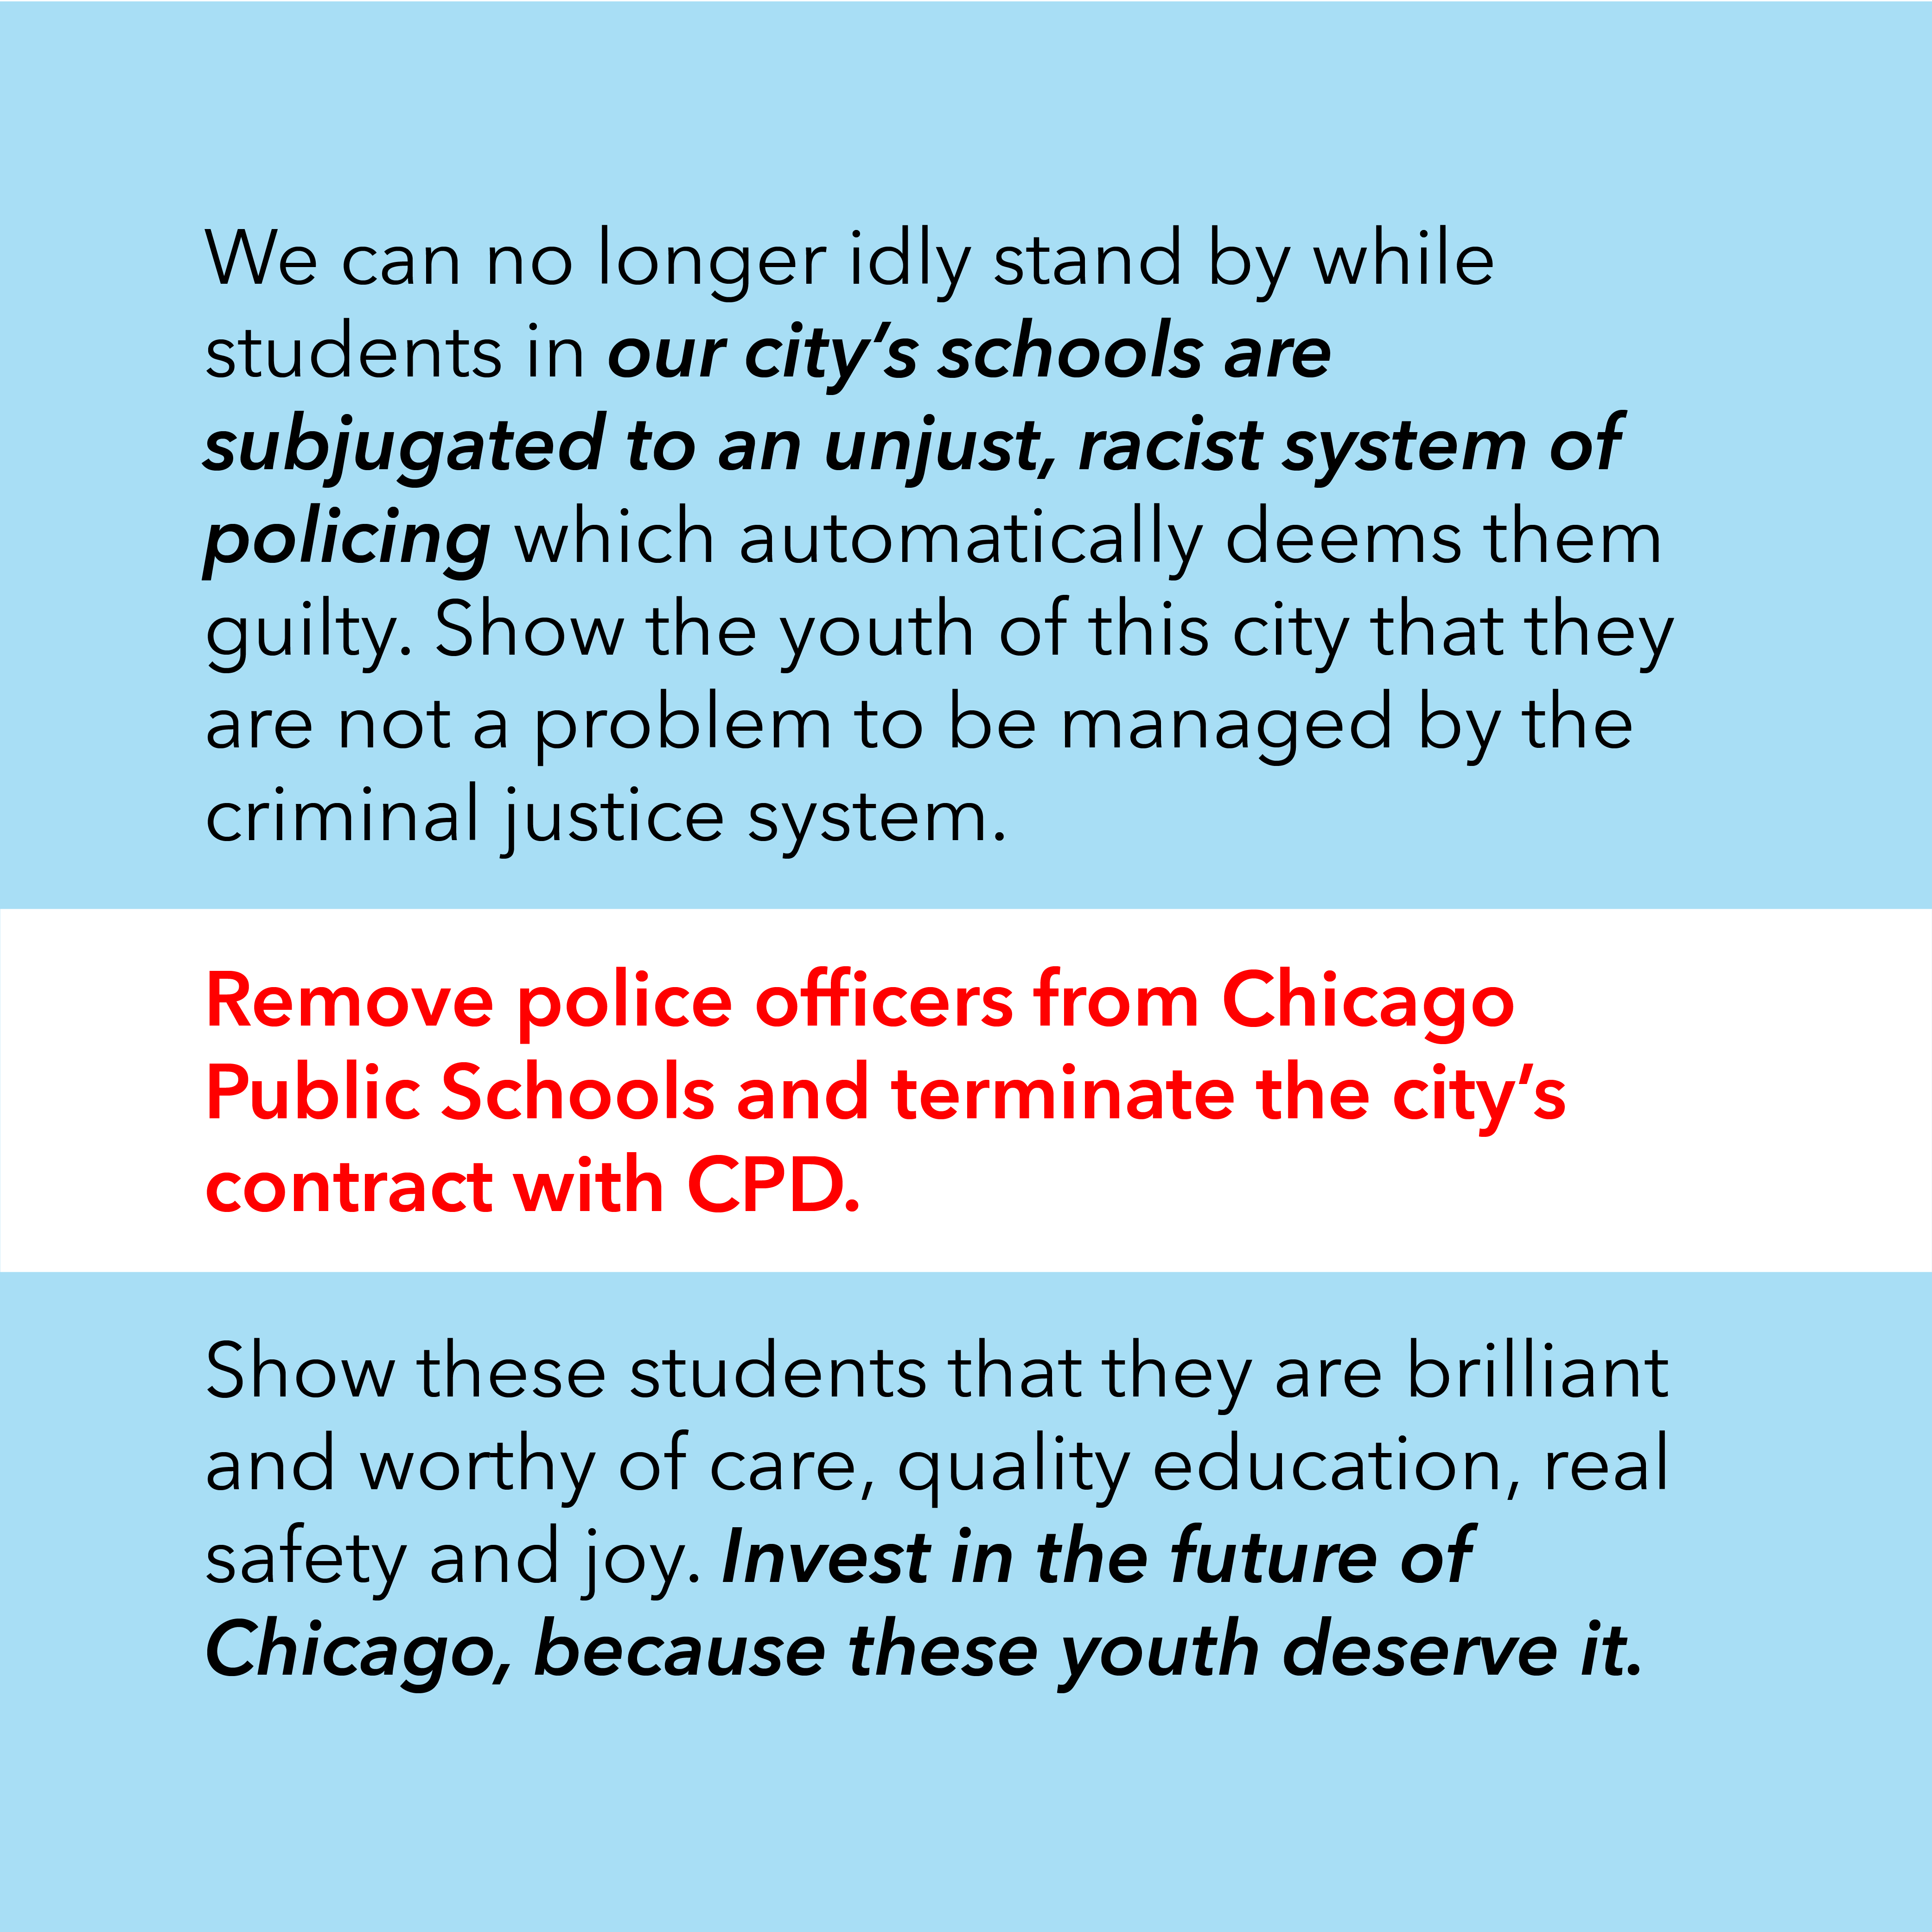 We can no longer idly stand by while
students in our city’s schools are
subjugated to an unjust, racist system of
policing which automatically deems them
guilty. Show the youth of this city that they
are not a problem to be managed by the
criminal justice system.
Remove police officers from Chicago
Public Schools and terminate the city’s
contract with CPD.
Show these students that they are brilliant
and worthy of care, quality education, real
safety and joy. Invest in the future of
Chicago, because these youth deserve it.